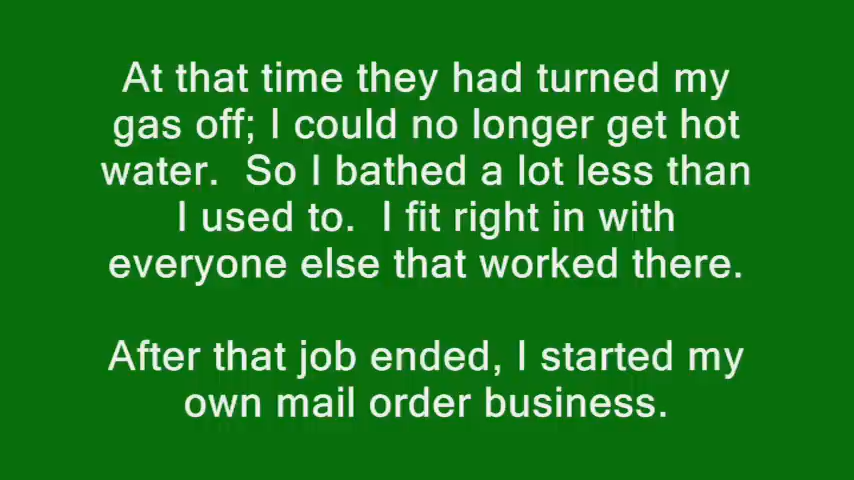 At that time they had turned my
gas off; I could no longer get hot
water.  So I bathed a lot less than
I used to.  I fit right in with
everyone else that worked there.

After that job ended, I started my
own mail order business.